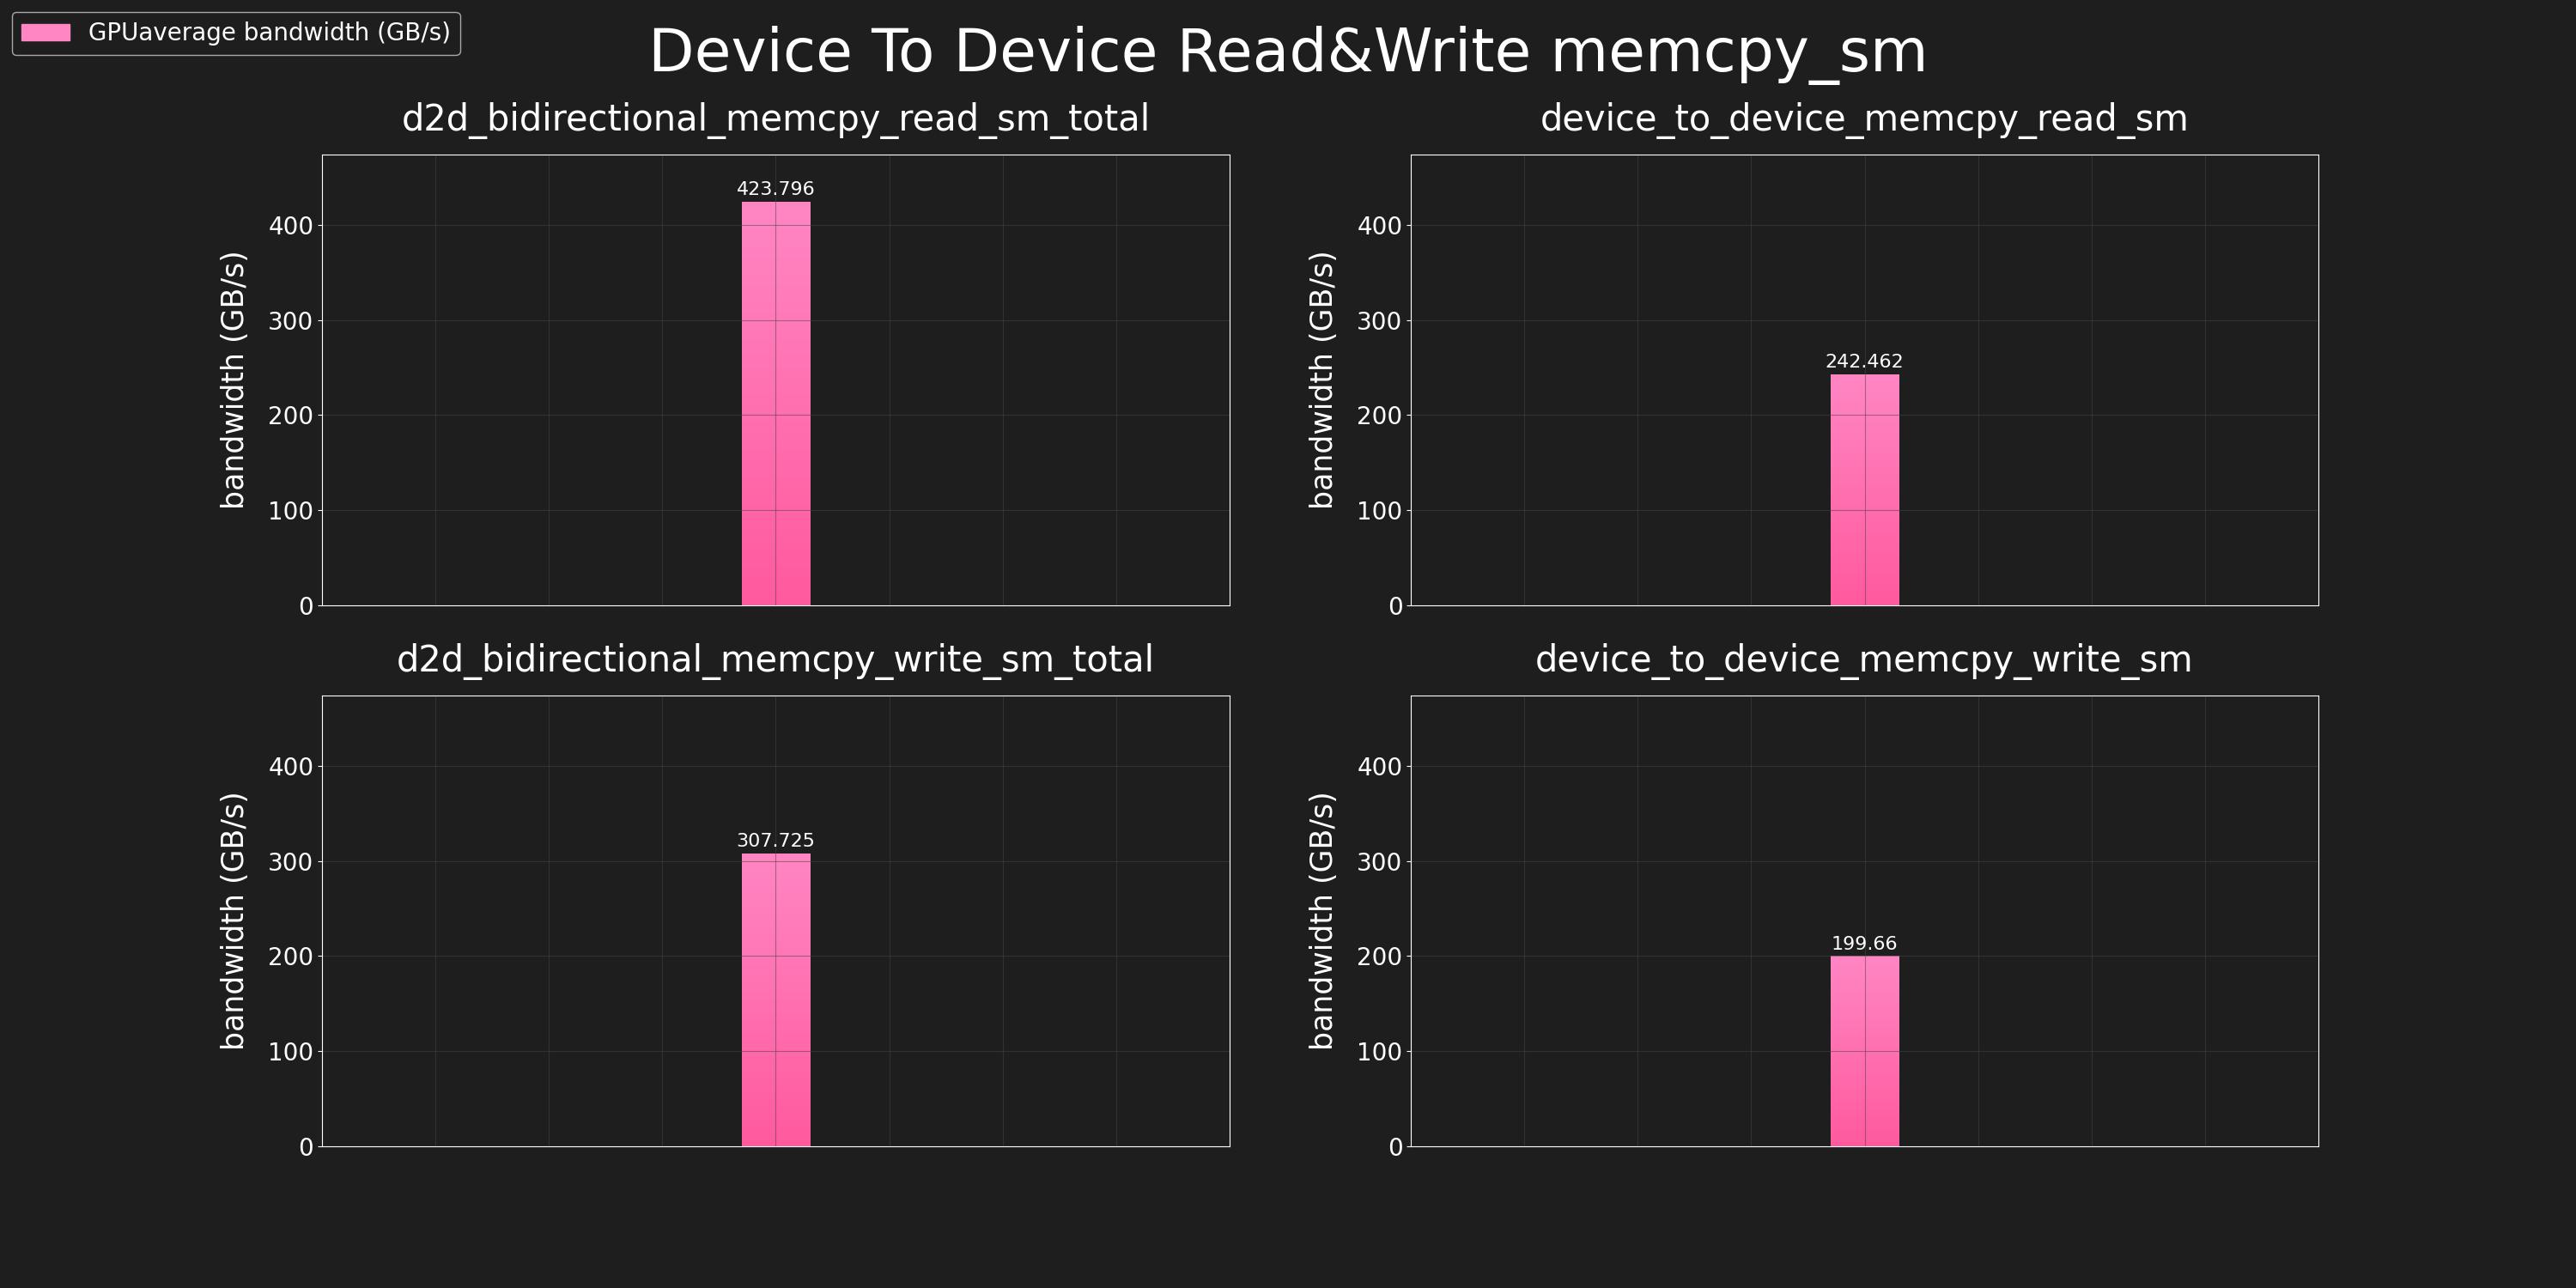 GPUaverage bandwidth (GB/s)
Device To Device Read&Write memcpy_sm
d2d_bidirectional_memcpy_read_sm_total
423.796
400
300
200
100
0
bandwidth (GB/s)
device_to_device_memcpy_read_sm
242.462
400
300
200
100
0
bandwidth (GB/s)
d2d_bidirectional_memcpy_write_sm_total
307.725
400
300
200
100
0
bandwidth (GB/s)
device_to_device_memcpy_write_sm
199.66
400
300
200
100
0
bandwidth (GB/s)